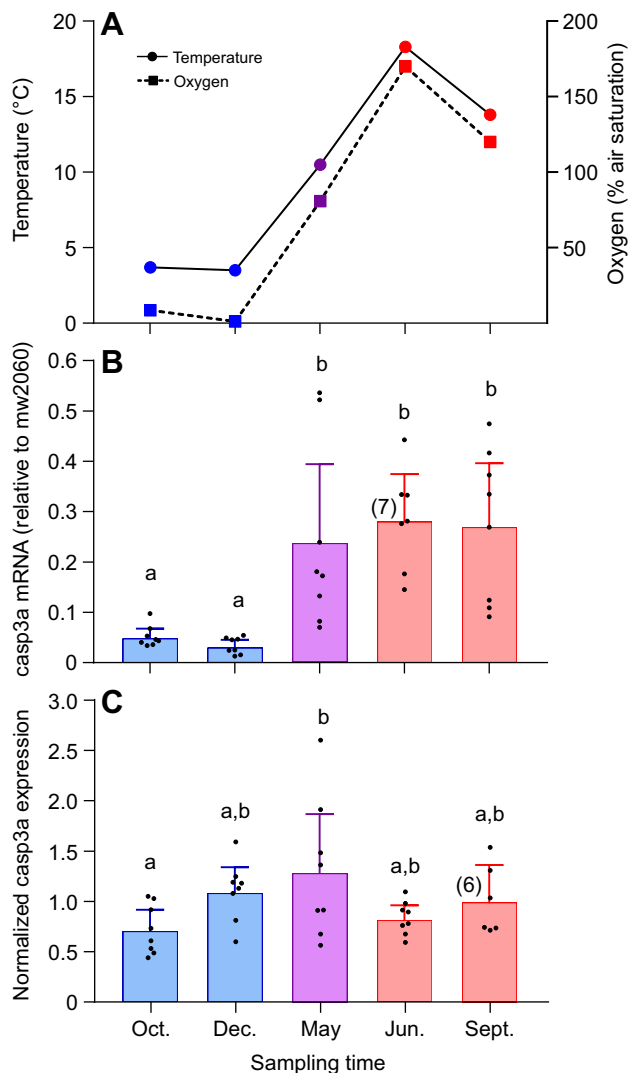 A
Temperature (°C)
20
15
10
5
0
Temperature
Oxygen
200
150
100
50
Oxygen (% air saturation)
B
casp3a mRNA (relative to mw2060)
0.6
0.5
0.4
0.3
0.2
0.1
0
a
a
b
b
b
(7)
C
Normalized casp3a expression
3.0
2.5
2.0
1.5
1.0
0.5
0
a
a,b
b
a,b
a,b
(6)
Oct. Dec. May Jun. Sept.
Sampling time